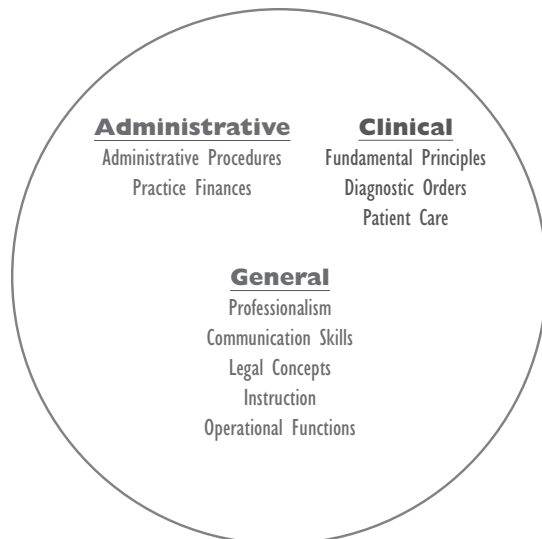 Administrative
Administrative Procedures
Practice Finances
Clinical
Fundamental Principles
Diagnostic Orders
Patient Care
General
Professionalism
Communication Skills
Legal Concepts
Instruction
Operational Functions